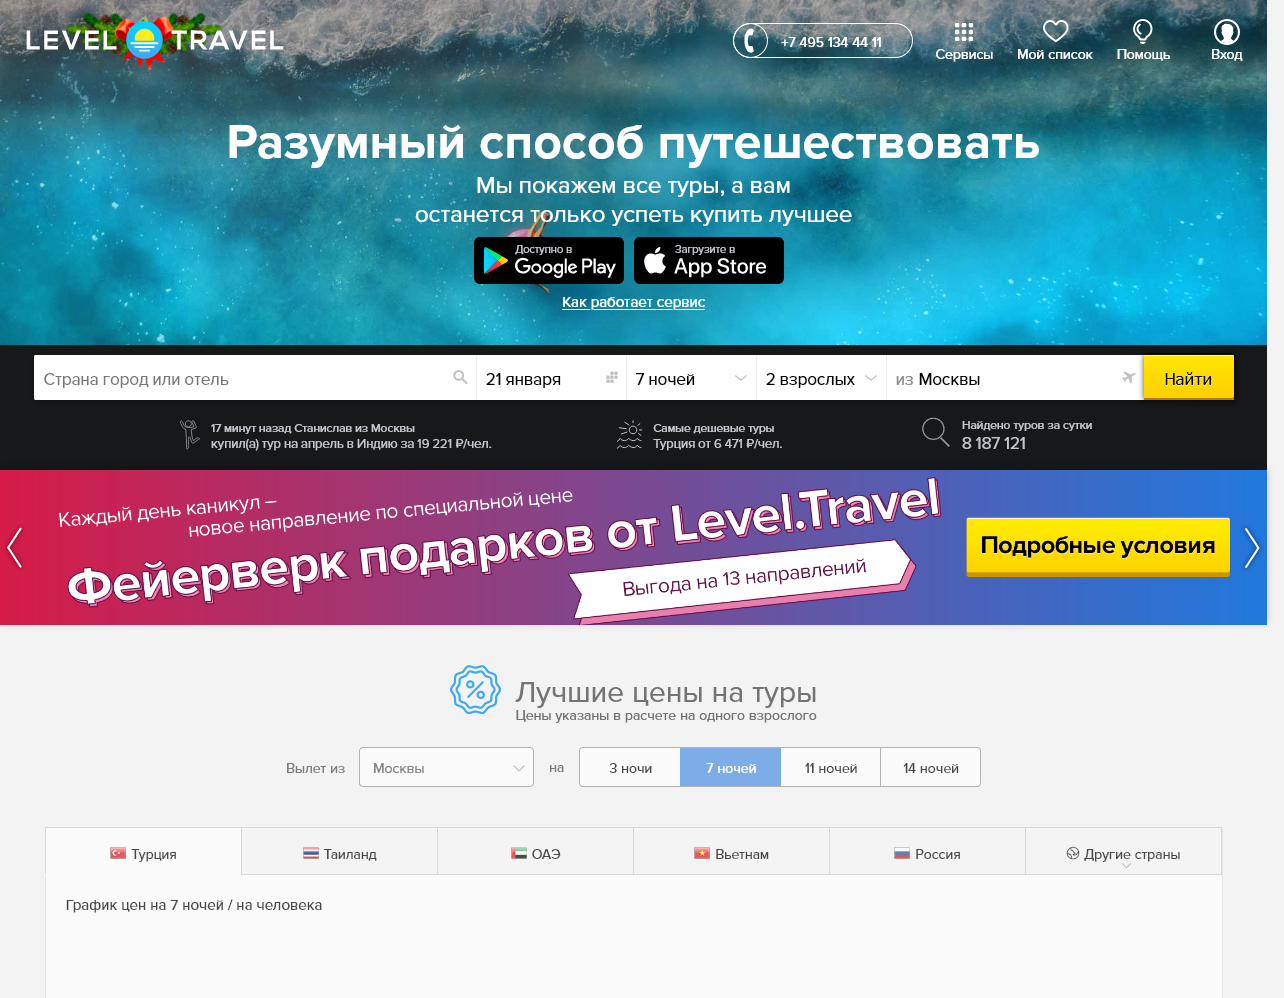 LEVEL TRAVEL
+7 495 134 44 11
Сервисы
Мой список
Помощь
Вход
Разумный способ путешествовать
Мы покажем все туры, а вам
останется только успеть купить лучшее
Доступно в
Google Play
Загрузите в
App Store
Как работает сервис
Страна город или отель
21 января
7 ночей
2 взрослых
из Москвы
Найти
17 минут назад Станислав из Москвы
купил(а) тур на апрель в Индию за 19 221 ₽/чел.
Самые дешевые туры
Турция от 6 471 ₽/чел.
Найдено туров за сутки
8 187 121
Каждый день каникул –
новое направление по специальной цене
Фейерверк подарков от Level.Travel
Выгода на 13 направлений
Подробные условия
Лучшие цены на туры
Цены указаны в расчете на одного взрослого
Вылет из
Москвы
на
3 ночи
7 ночей
11 ночей
14 ночей
Турция
Таиланд
ОАЭ
Вьетнам
Россия
Другие страны
График цен на 7 ночей / на человека